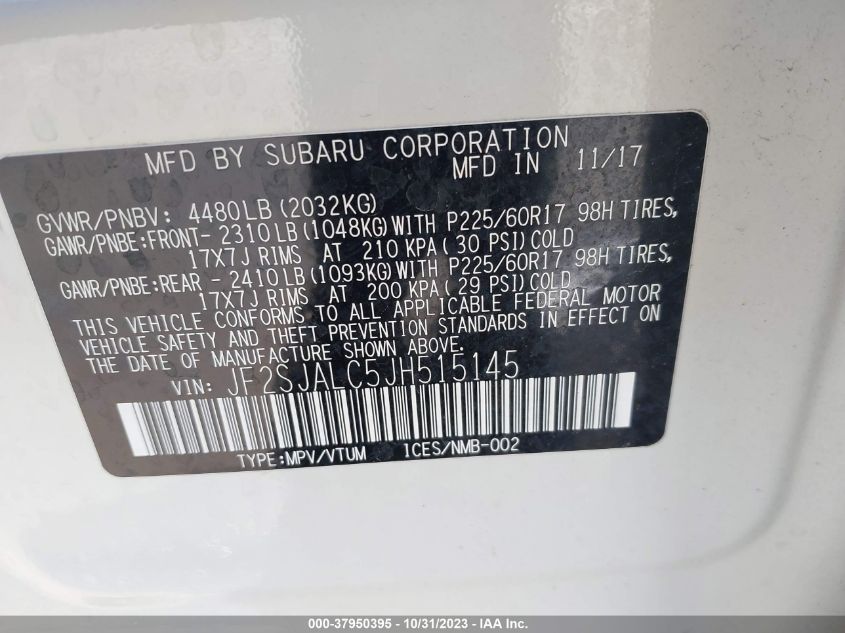 MFD BY SUBARU CORPORATION
MFD IN 11/17
GVWR/PNBV: 4480LB (2032KG)
GAWR/PNBE:FRONT- 2310LB (1048KG) WITH P225/60R17 98H TIRES,
17X7J RIMS AT 210 KPA (30 PSI) COLD
GAWR/PNBE:REAR - 2410LB (1093KG) WITH P225/60R17 98H TIRES,
17X7J RIMS AT 200 KPA (29 PSI) COLD
THIS VEHICLE CONFORMS TO ALL APPLICABLE FEDERAL MOTOR
VEHICLE SAFETY AND THEFT PREVENTION STANDARDS IN EFFECT ON
THE DATE OF MANUFACTURE SHOWN ABOVE.
VIN: JF2SJALC5JH515145
TYPE:MPV/VTUM ICES/NMB-002
000-37950395 - 10/31/2023 - IAA Inc.